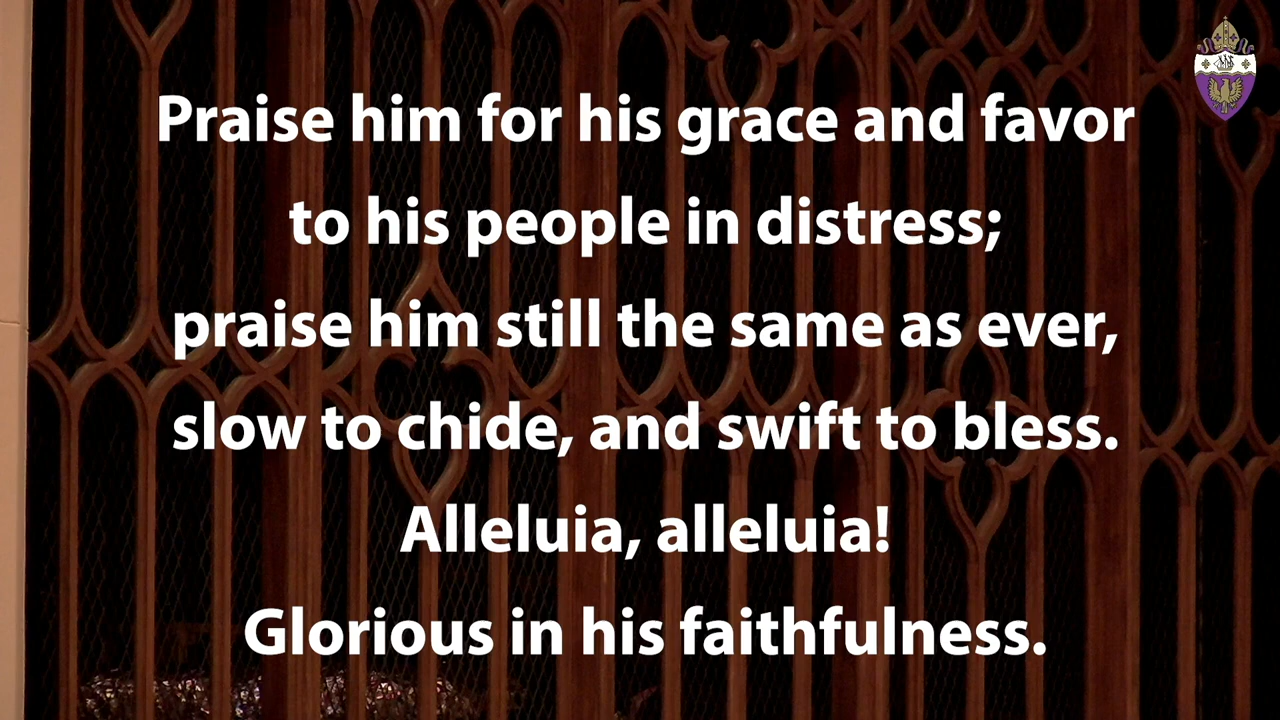 Praise him for his grace and favor
to his people in distress;
praise him still the same as ever,
slow to chide, and swift to bless.
Alleluia, alleluia!
Glorious in his faithfulness.